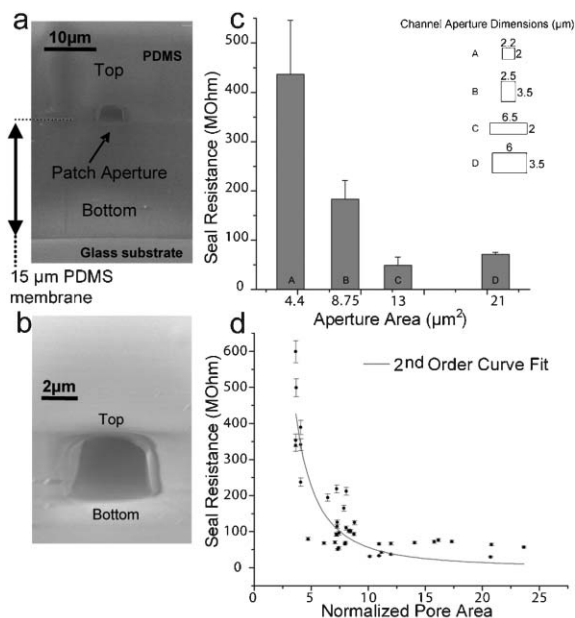 a
10µm
PDMS
Top
Patch Aperture
Bottom
Glass substrate
15 µm PDMS
membrane
b
2µm
Top
Bottom
c
Channel Aperture Dimensions (µm)
A 2.2 2
B 2.5 3.5
C 6.5 2
D 6 3.5
Seal Resistance (MOhm)
500
400
300
200
100
0
A B C D
4.4 8.75 13 21
Aperture Area (µm²)
d
2nd Order Curve Fit
Seal Resistance (MOhm)
600
500
400
300
200
100
0
5 10 15 20 25
Normalized Pore Area